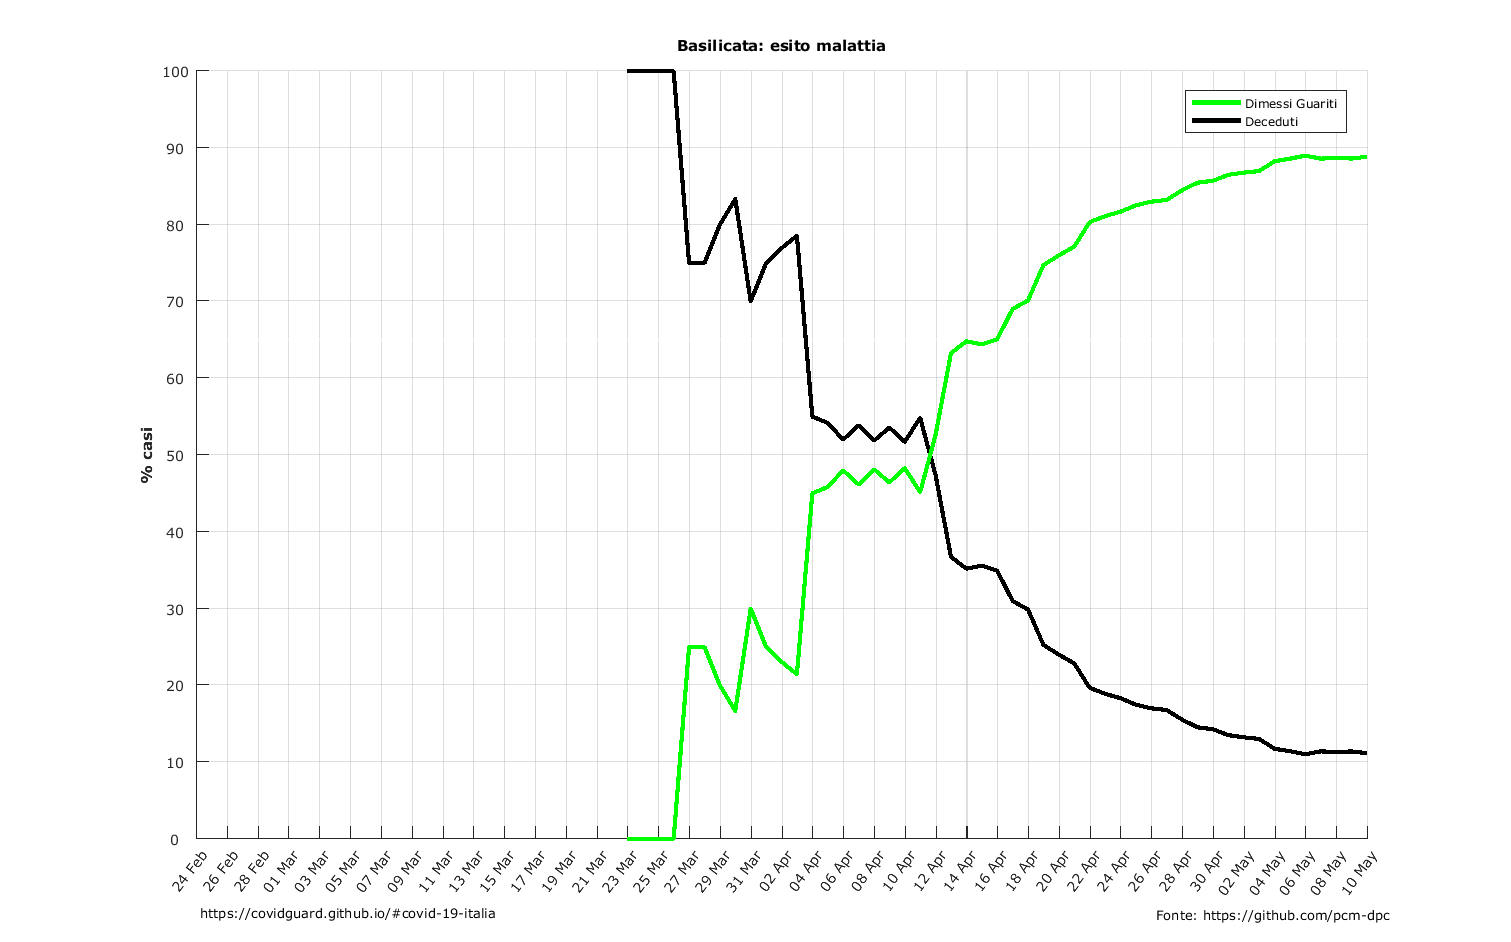 Basilicata: esito malattia
Dimessi Guariti
Deceduti
% casi
100
90
80
70
60
50
40
30
20
10
0
24 Feb
26 Feb
28 Feb
01 Mar
03 Mar
05 Mar
07 Mar
09 Mar
11 Mar
13 Mar
15 Mar
17 Mar
19 Mar
21 Mar
23 Mar
25 Mar
27 Mar
29 Mar
31 Mar
02 Apr
04 Apr
06 Apr
08 Apr
10 Apr
12 Apr
14 Apr
16 Apr
18 Apr
20 Apr
22 Apr
24 Apr
26 Apr
28 Apr
30 Apr
02 May
04 May
06 May
08 May
10 May
https://covidguard.github.io/#covid-19-italia
Fonte: https://github.com/pcm-dpc